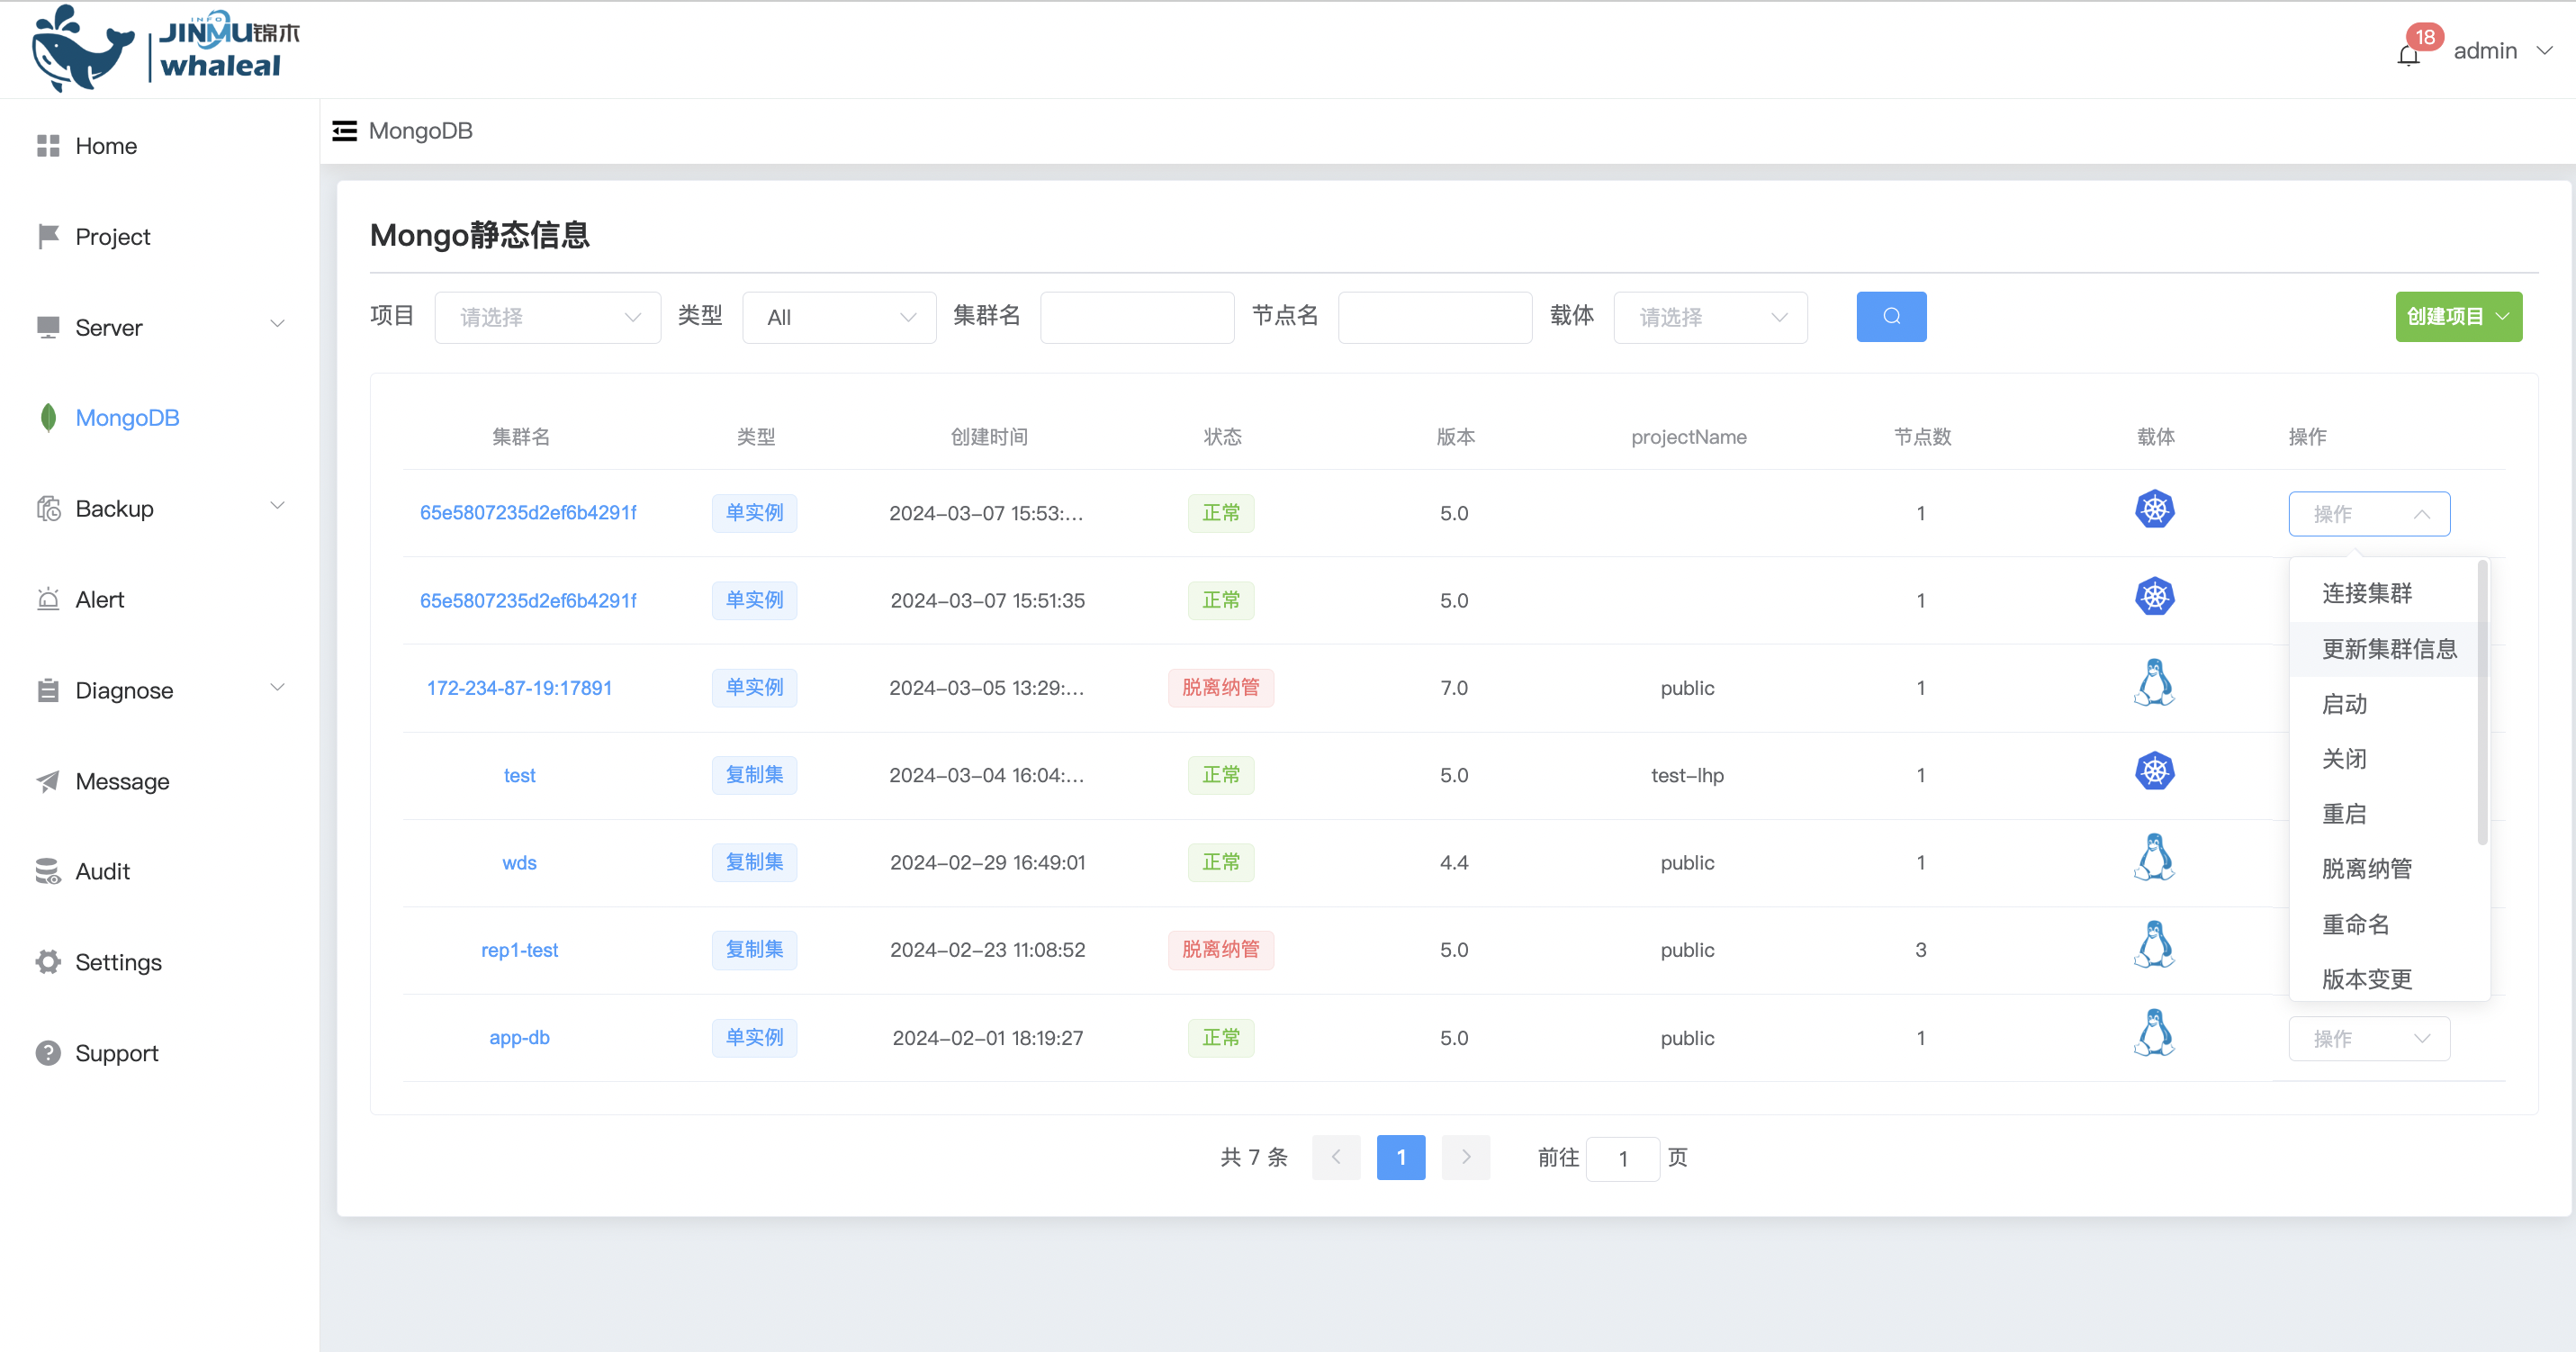 INFO
JINMU锦木
whaleal
18
admin
Home
Project
Server
MongoDB
Backup
Alert
Diagnose
Message
Audit
Settings
Support
MongoDB
Mongo静态信息
项目 请选择 类型 All 集群名 节点名 载体 请选择 创建项目
集群名 类型 创建时间 状态 版本 projectName 节点数 载体 操作
65e5807235d2ef6b4291f 单实例 2024-03-07 15:53:... 正常 5.0 1 操作
65e5807235d2ef6b4291f 单实例 2024-03-07 15:51:35 正常 5.0 1
172-234-87-19:17891 单实例 2024-03-05 13:29:... 脱离纳管 7.0 public 1
test 复制集 2024-03-04 16:04:... 正常 5.0 test-lhp 1
wds 复制集 2024-02-29 16:49:01 正常 4.4 public 1
rep1-test 复制集 2024-02-23 11:08:52 脱离纳管 5.0 public 3
app-db 单实例 2024-02-01 18:19:27 正常 5.0 public 1 操作
连接集群
更新集群信息
启动
关闭
重启
脱离纳管
重命名
版本变更
共 7 条 1 前往 1 页